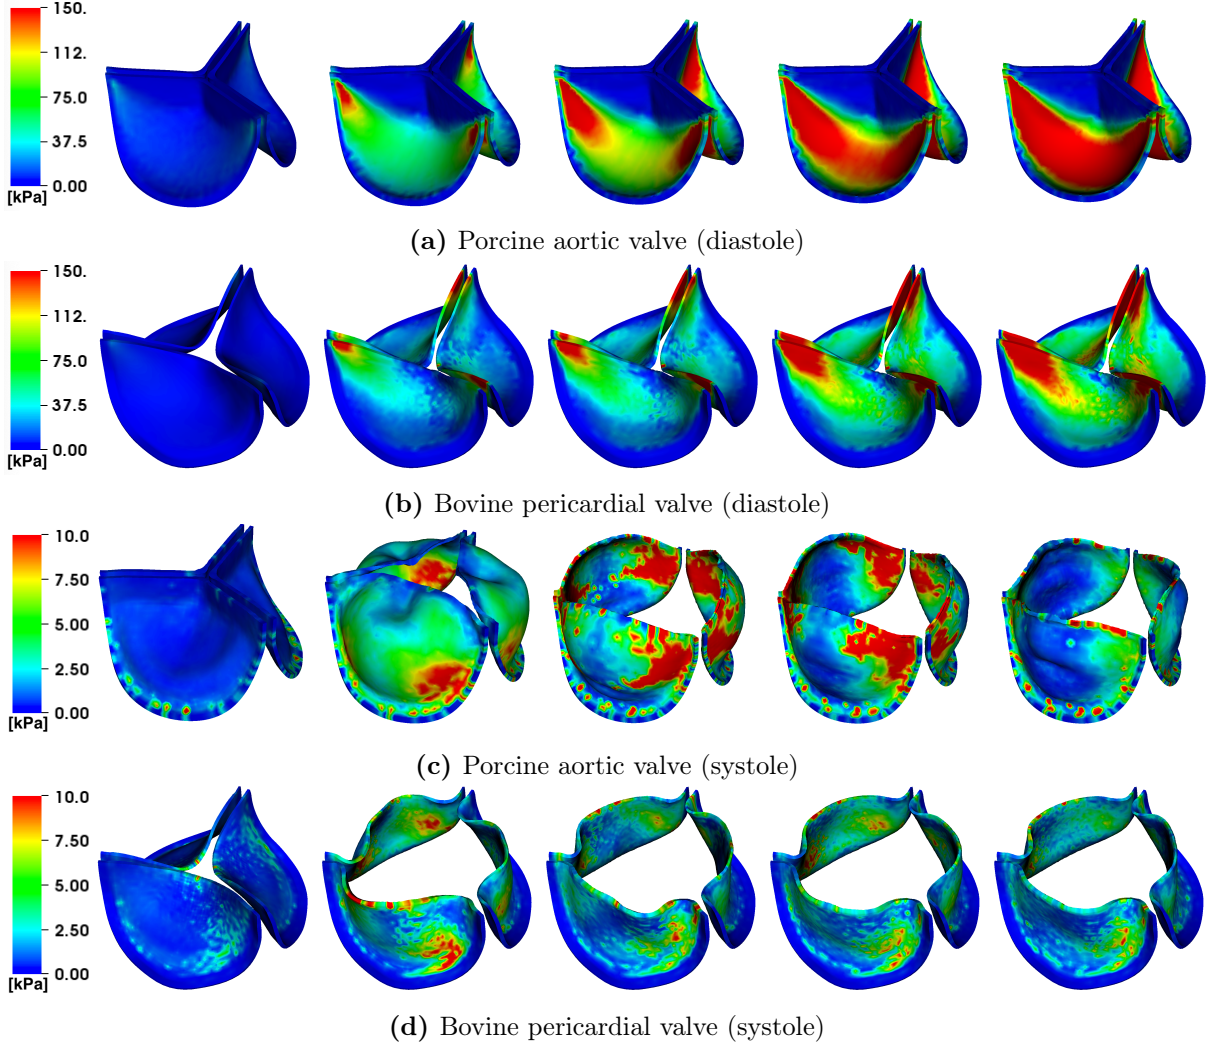 150.
112.
75.0
37.5
0.00
[kPa]
(a) Porcine aortic valve (diastole)
150.
112.
75.0
37.5
0.00
[kPa]
(b) Bovine pericardial valve (diastole)
10.0
7.50
5.00
2.50
0.00
[kPa]
(c) Porcine aortic valve (systole)
10.0
7.50
5.00
2.50
0.00
[kPa]
(d) Bovine pericardial valve (systole)